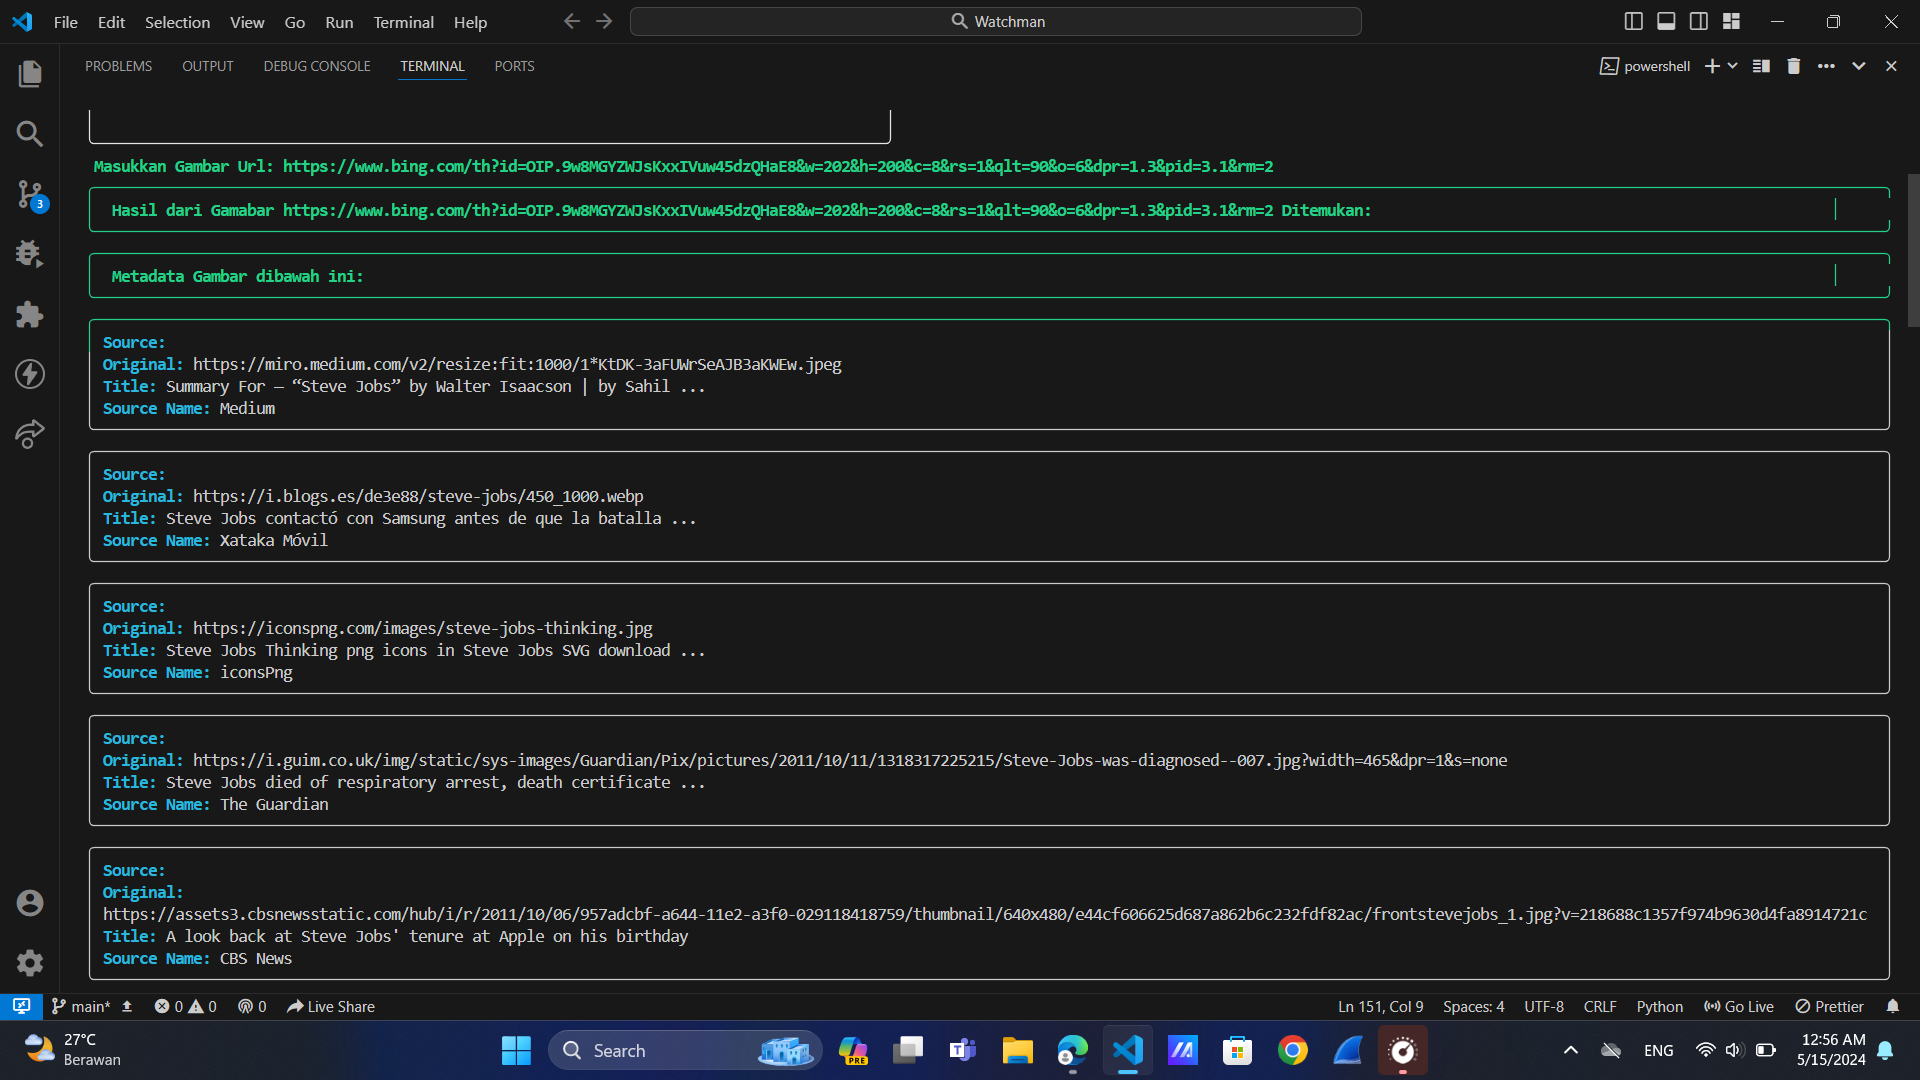 File Edit Selection View Go Run Terminal Help
Watchman
PROBLEMS OUTPUT DEBUG CONSOLE TERMINAL PORTS
powershell
Masukkan Gambar Url: https://www.bing.com/th?id=OIP.9w8MGYZWJsKxxIVuw45dzQHaE8&w=202&h=200&c=8&rs=1&qlt=90&o=6&dpr=1.3&pid=3.1&rm=2
Hasil dari Gamabar https://www.bing.com/th?id=OIP.9w8MGYZWJsKxxIVuw45dzQHaE8&w=202&h=200&c=8&rs=1&qlt=90&o=6&dpr=1.3&pid=3.1&rm=2 Ditemukan:
Metadata Gambar dibawah ini:
Source:
Original: https://miro.medium.com/v2/resize:fit:1000/1*KtDK-3aFUWrSeAJB3aKWEw.jpeg
Title: Summary For — “Steve Jobs” by Walter Isaacson | by Sahil ...
Source Name: Medium
Source:
Original: https://i.blogs.es/de3e88/steve-jobs/450_1000.webp
Title: Steve Jobs contactó con Samsung antes de que la batalla ...
Source Name: Xataka Móvil
Source:
Original: https://iconspng.com/images/steve-jobs-thinking.jpg
Title: Steve Jobs Thinking png icons in Steve Jobs SVG download ...
Source Name: iconsPng
Source:
Original: https://i.guim.co.uk/img/static/sys-images/Guardian/Pix/pictures/2011/10/11/1318317225215/Steve-Jobs-was-diagnosed--007.jpg?width=465&dpr=1&s=none
Title: Steve Jobs died of respiratory arrest, death certificate ...
Source Name: The Guardian
Source:
Original:
https://assets3.cbsnewsstatic.com/hub/i/r/2011/10/06/957adcbf-a644-11e2-a3f0-029118418759/thumbnail/640x480/e44cf606625d687a862b6c232fdf82ac/frontstevejobs_1.jpg?v=218688c1357f974b9630d4fa8914721c
Title: A look back at Steve Jobs' tenure at Apple on his birthday
Source Name: CBS News
3
main* 0 0 0 Live Share Ln 151, Col 9 Spaces: 4 UTF-8 CRLF Python Go Live Prettier
27°C
Berawan
Search
PRE
ENG
12:56 AM
5/15/2024